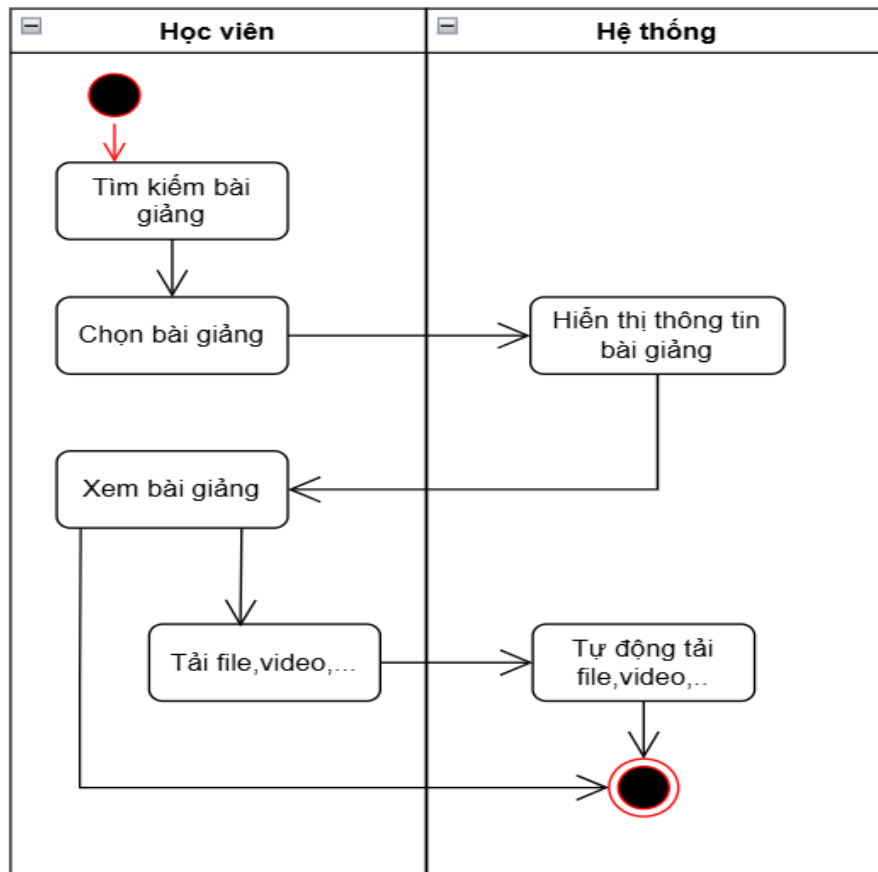 Học viên
Hệ thống
Tìm kiếm bài
giảng
Chọn bài giảng
Hiển thị thông tin
bài giảng
Xem bài giảng
Tải file,video,...
Tự động tải
file,video,..